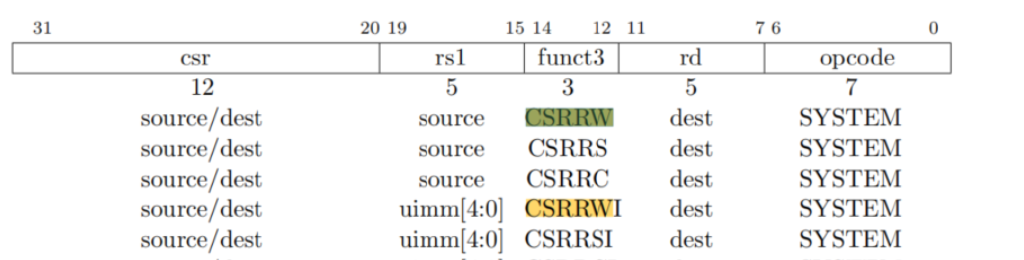 31 20 19 15 14 12 11 7 6 0
csr rs1 funct3 rd opcode
12 5 3 5 7
source/dest source CSRRW dest SYSTEM
source/dest source CSRRS dest SYSTEM
source/dest source CSRRC dest SYSTEM
source/dest uimm[4:0] CSRRWI dest SYSTEM
source/dest uimm[4:0] CSRRSI dest SYSTEM